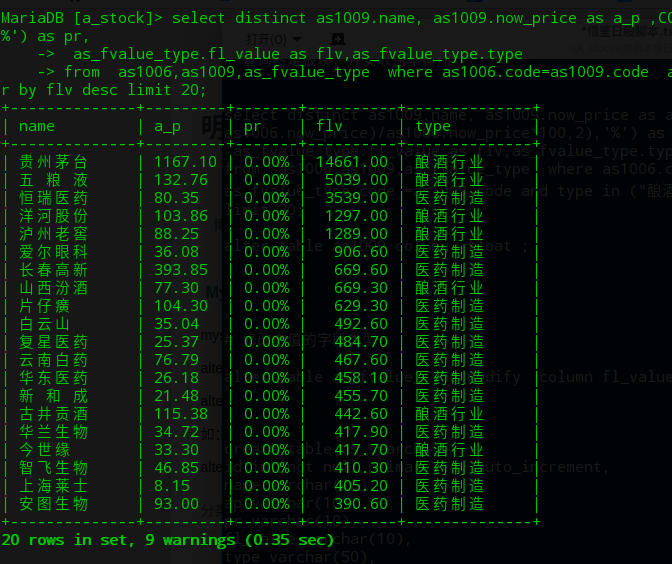 MariaDB [a_stock]> select distinct as1009.name, as1009.now_price as a_p ,CO
%') as pr,
    ->  as_fvalue_type.fl_value as flv,as_fvalue_type.type
    -> from  as1006,as1009,as_fvalue_type  where as1006.code=as1009.code  a
r by flv desc limit 20;
+---------------+---------+-------+----------+--------------+
| name          | a_p     | pr    | flv      | type         |
+---------------+---------+-------+----------+--------------+
| 贵州茅台      | 1167.10 | 0.00% | 14661.00 | 酿酒行业     |
| 五 粮 液      | 132.76  | 0.00% |  5039.00 | 酿酒行业     |
| 恒瑞医药      | 80.35   | 0.00% |  3539.00 | 医药制造     |
| 洋河股份      | 103.86  | 0.00% |  1297.00 | 酿酒行业     |
| 泸州老窖      | 88.25   | 0.00% |  1289.00 | 酿酒行业     |
| 爱尔眼科      | 36.08   | 0.00% |   906.60 | 医药制造     |
| 长春高新      | 393.85  | 0.00% |   669.60 | 医药制造     |
| 山西汾酒      | 77.30   | 0.00% |   669.30 | 酿酒行业     |
| 片仔癀        | 104.30  | 0.00% |   629.30 | 医药制造     |
| 白云山        | 35.04   | 0.00% |   492.60 | 医药制造     |
| 复星医药      | 25.37   | 0.00% |   484.70 | 医药制造     |
| 云南白药      | 76.79   | 0.00% |   467.60 | 医药制造     |
| 华东医药      | 26.18   | 0.00% |   458.10 | 医药制造     |
| 新 和 成      | 21.48   | 0.00% |   455.70 | 医药制造     |
| 古井贡酒      | 115.38  | 0.00% |   442.60 | 酿酒行业     |
| 华兰生物      | 34.72   | 0.00% |   417.90 | 医药制造     |
| 今世缘        | 33.30   | 0.00% |   417.70 | 酿酒行业     |
| 智飞生物      | 46.85   | 0.00% |   410.30 | 医药制造     |
| 上海莱士      | 8.15    | 0.00% |   405.20 | 医药制造     |
| 安图生物      | 93.00   | 0.00% |   390.60 | 医药制造     |
+---------------+---------+-------+----------+--------------+
20 rows in set, 9 warnings (0.35 sec)